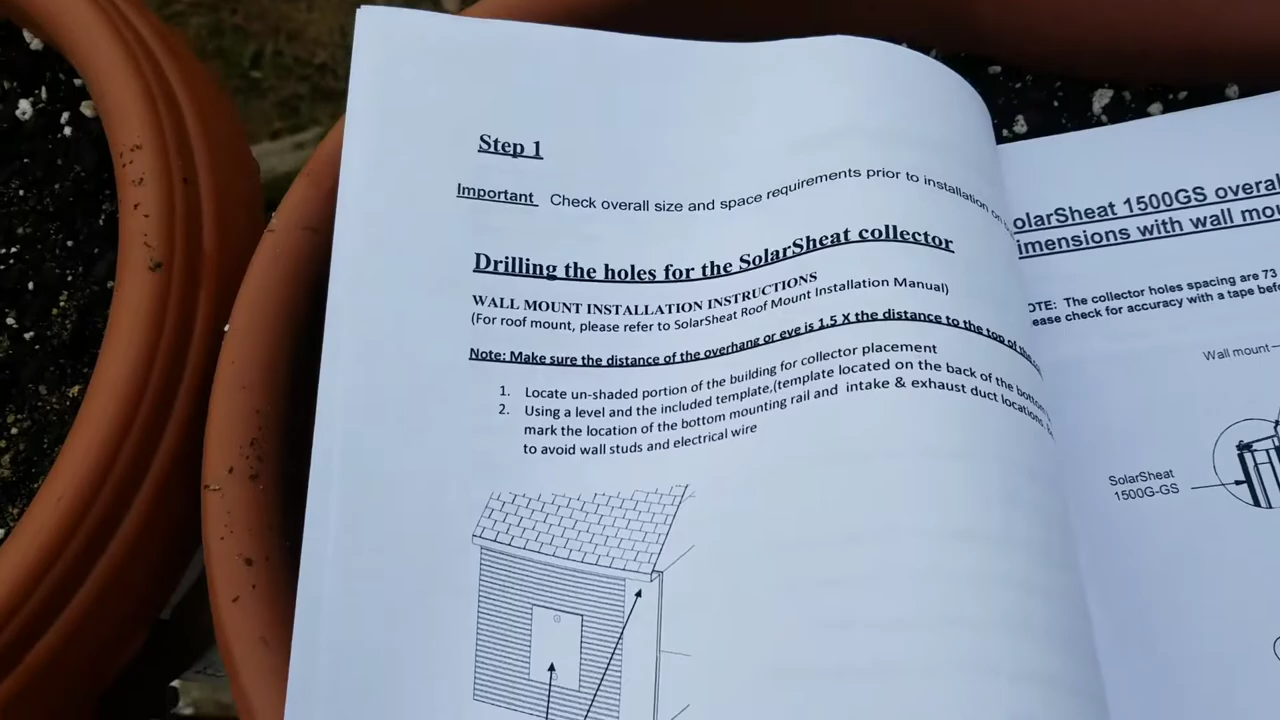 Step 1
Important Check overall size and space requirements prior to installation on
Drilling the holes for the SolarSheat collector
WALL MOUNT INSTALLATION INSTRUCTIONS
(For roof mount, please refer to SolarSheat Roof Mount Installation Manual)
Note: Make sure the distance of the overhang or eve is 1.5 X the distance to the top of the
1. Locate un-shaded portion of the building for collector placement
2. Using a level and the included template,(template located on the back of the bottom
mark the location of the bottom mounting rail and intake & exhaust duct locations.
to avoid wall studs and electrical wire
olarSheat 1500GS overal
imensions with wall mou
OTE: The collector holes spacing are 73
ease check for accuracy with a tape befo
Wall mount
SolarSheat
1500G-GS